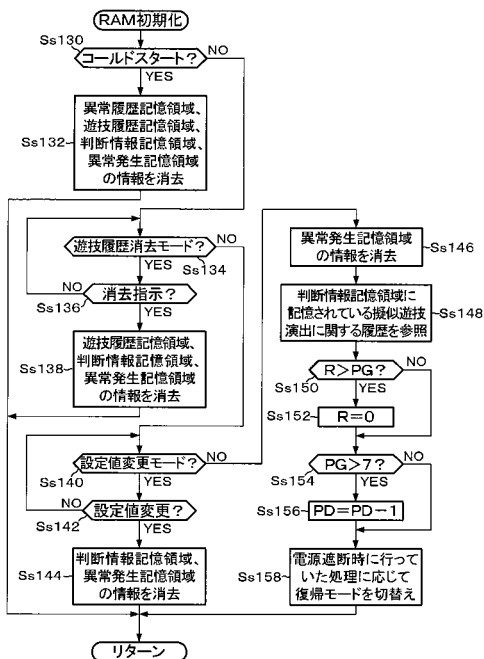 RAM初期化
Ss130
コールドスタート?
NO
YES
Ss132
異常履歴記憶領域、
遊技履歴記憶領域、
判断情報記憶領域、
異常発生記憶領域
の情報を消去
遊技履歴消去モード?
NO
Ss134
YES
NO
Ss136
消去指示?
YES
Ss138
遊技履歴記憶領域、
判断情報記憶領域、
異常発生記憶領域
の情報を消去
設定値変更モード?
NO
Ss140
YES
NO
Ss142
設定値変更?
YES
Ss144
判断情報記憶領域、
異常発生記憶領域
の情報を消去
リターン
異常発生記憶領域
の情報を消去
Ss146
判断情報記憶領域に
記憶されている擬似遊技
演出に関する履歴を参照
Ss148
R>PG?
NO
Ss150
YES
Ss152
R=0
PG>7?
NO
Ss154
YES
Ss156
PD=PD-1
Ss158
電源遮断時に行って
いた処理に応じて
復帰モードを切替え